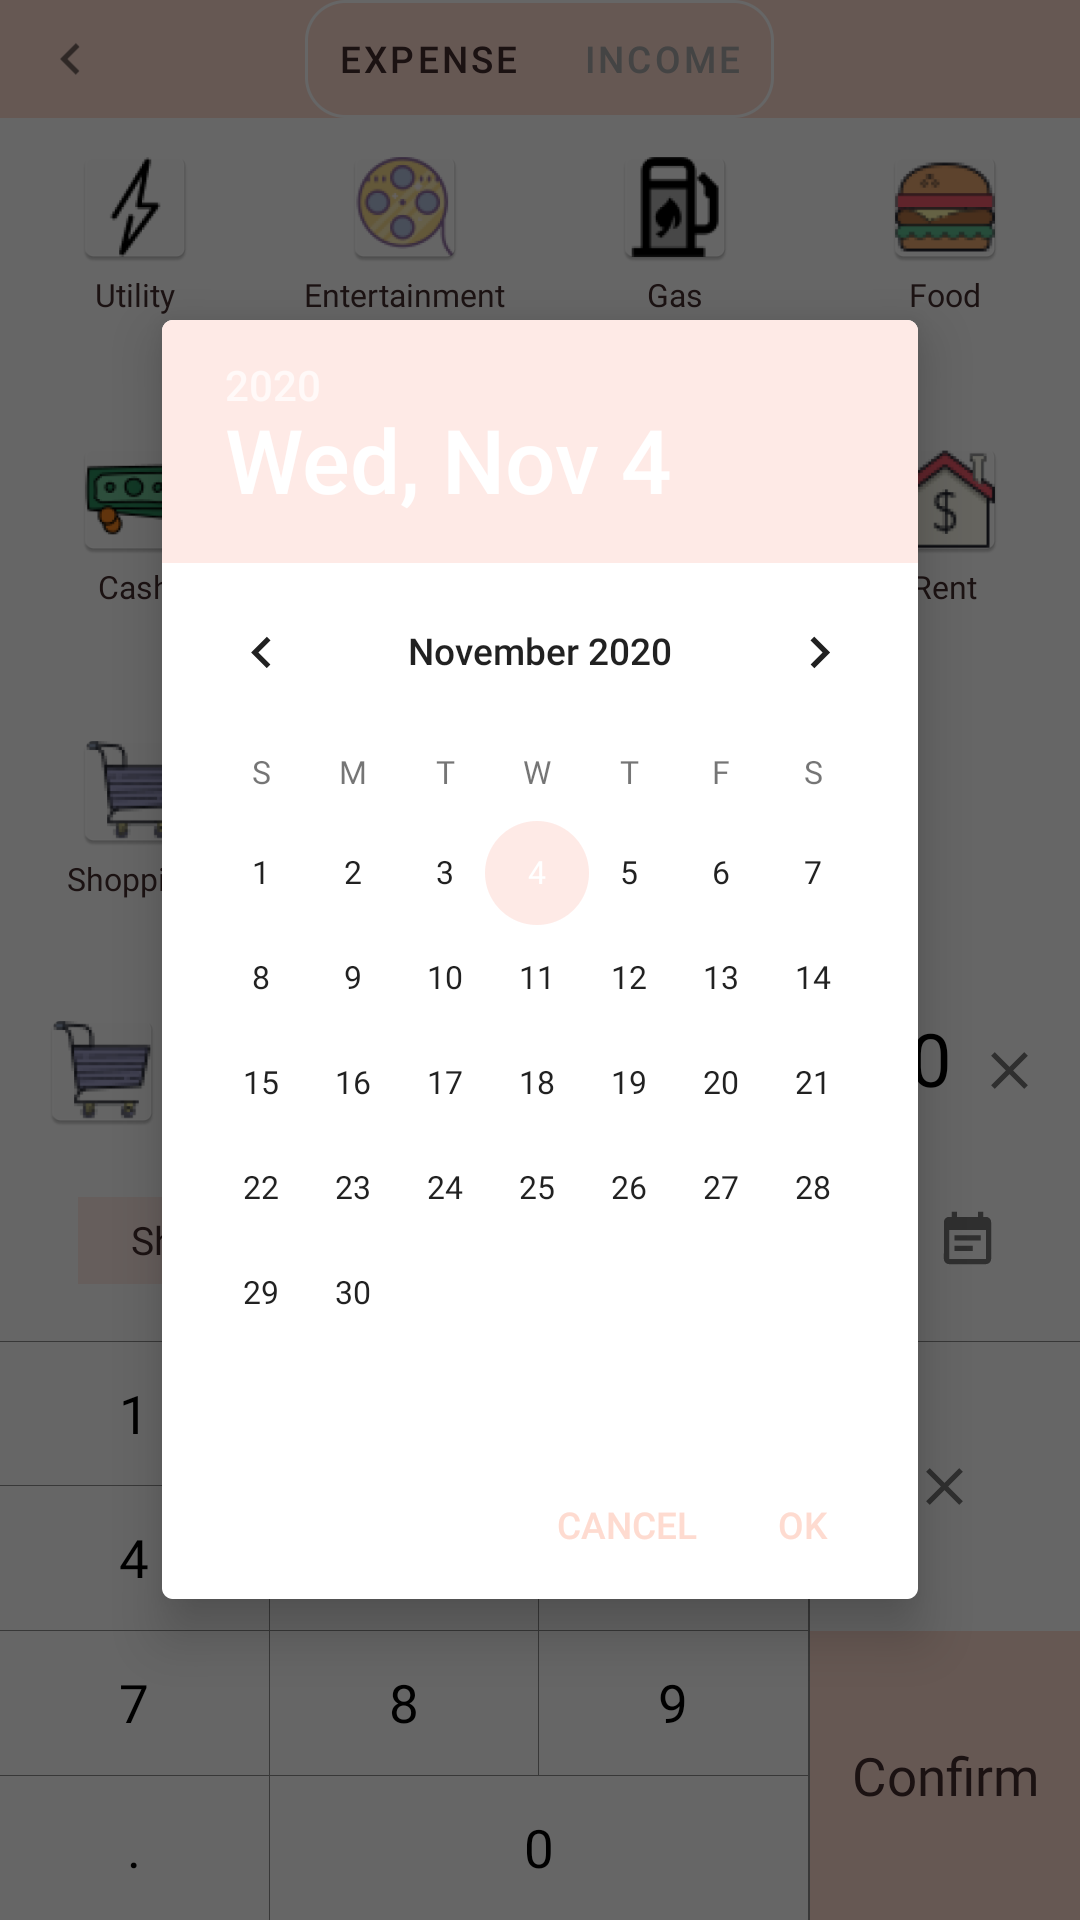 EXPENSE INCOME
Utility Entertainment Gas Food
2020
Wed, Nov 4
$
Cash Rent
November 2020
S M T W T F S
1 2 3 4 5 6 7
Shoppi
8 9 10 11 12 13 14
0
15 16 17 18 19 20 21
22 23 24 25 26 27 28
Sh
29 30
1
CANCEL OK
4
7 8 9
Confirm
. 0